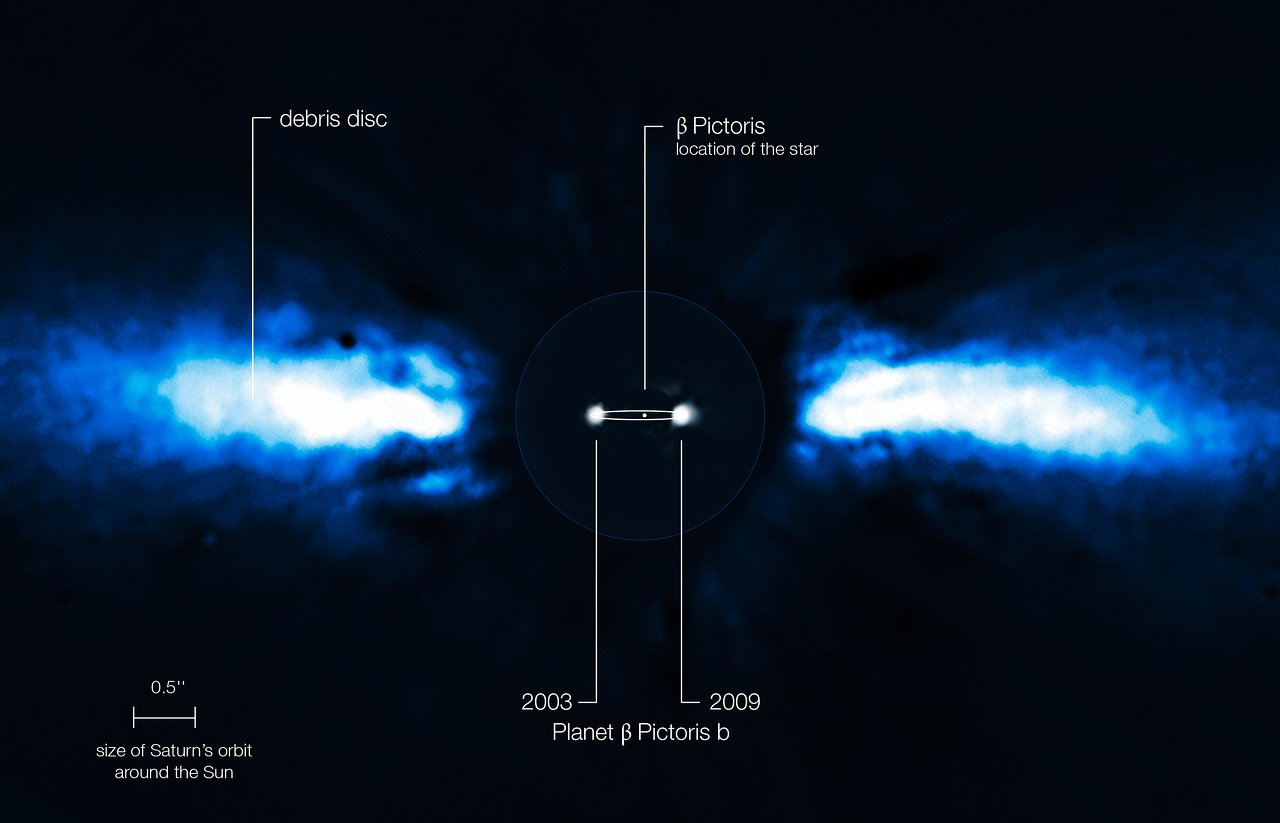 debris disc
β Pictoris
location of the star
0.5''
size of Saturn's orbit
around the Sun
2003
2009
Planet β Pictoris b